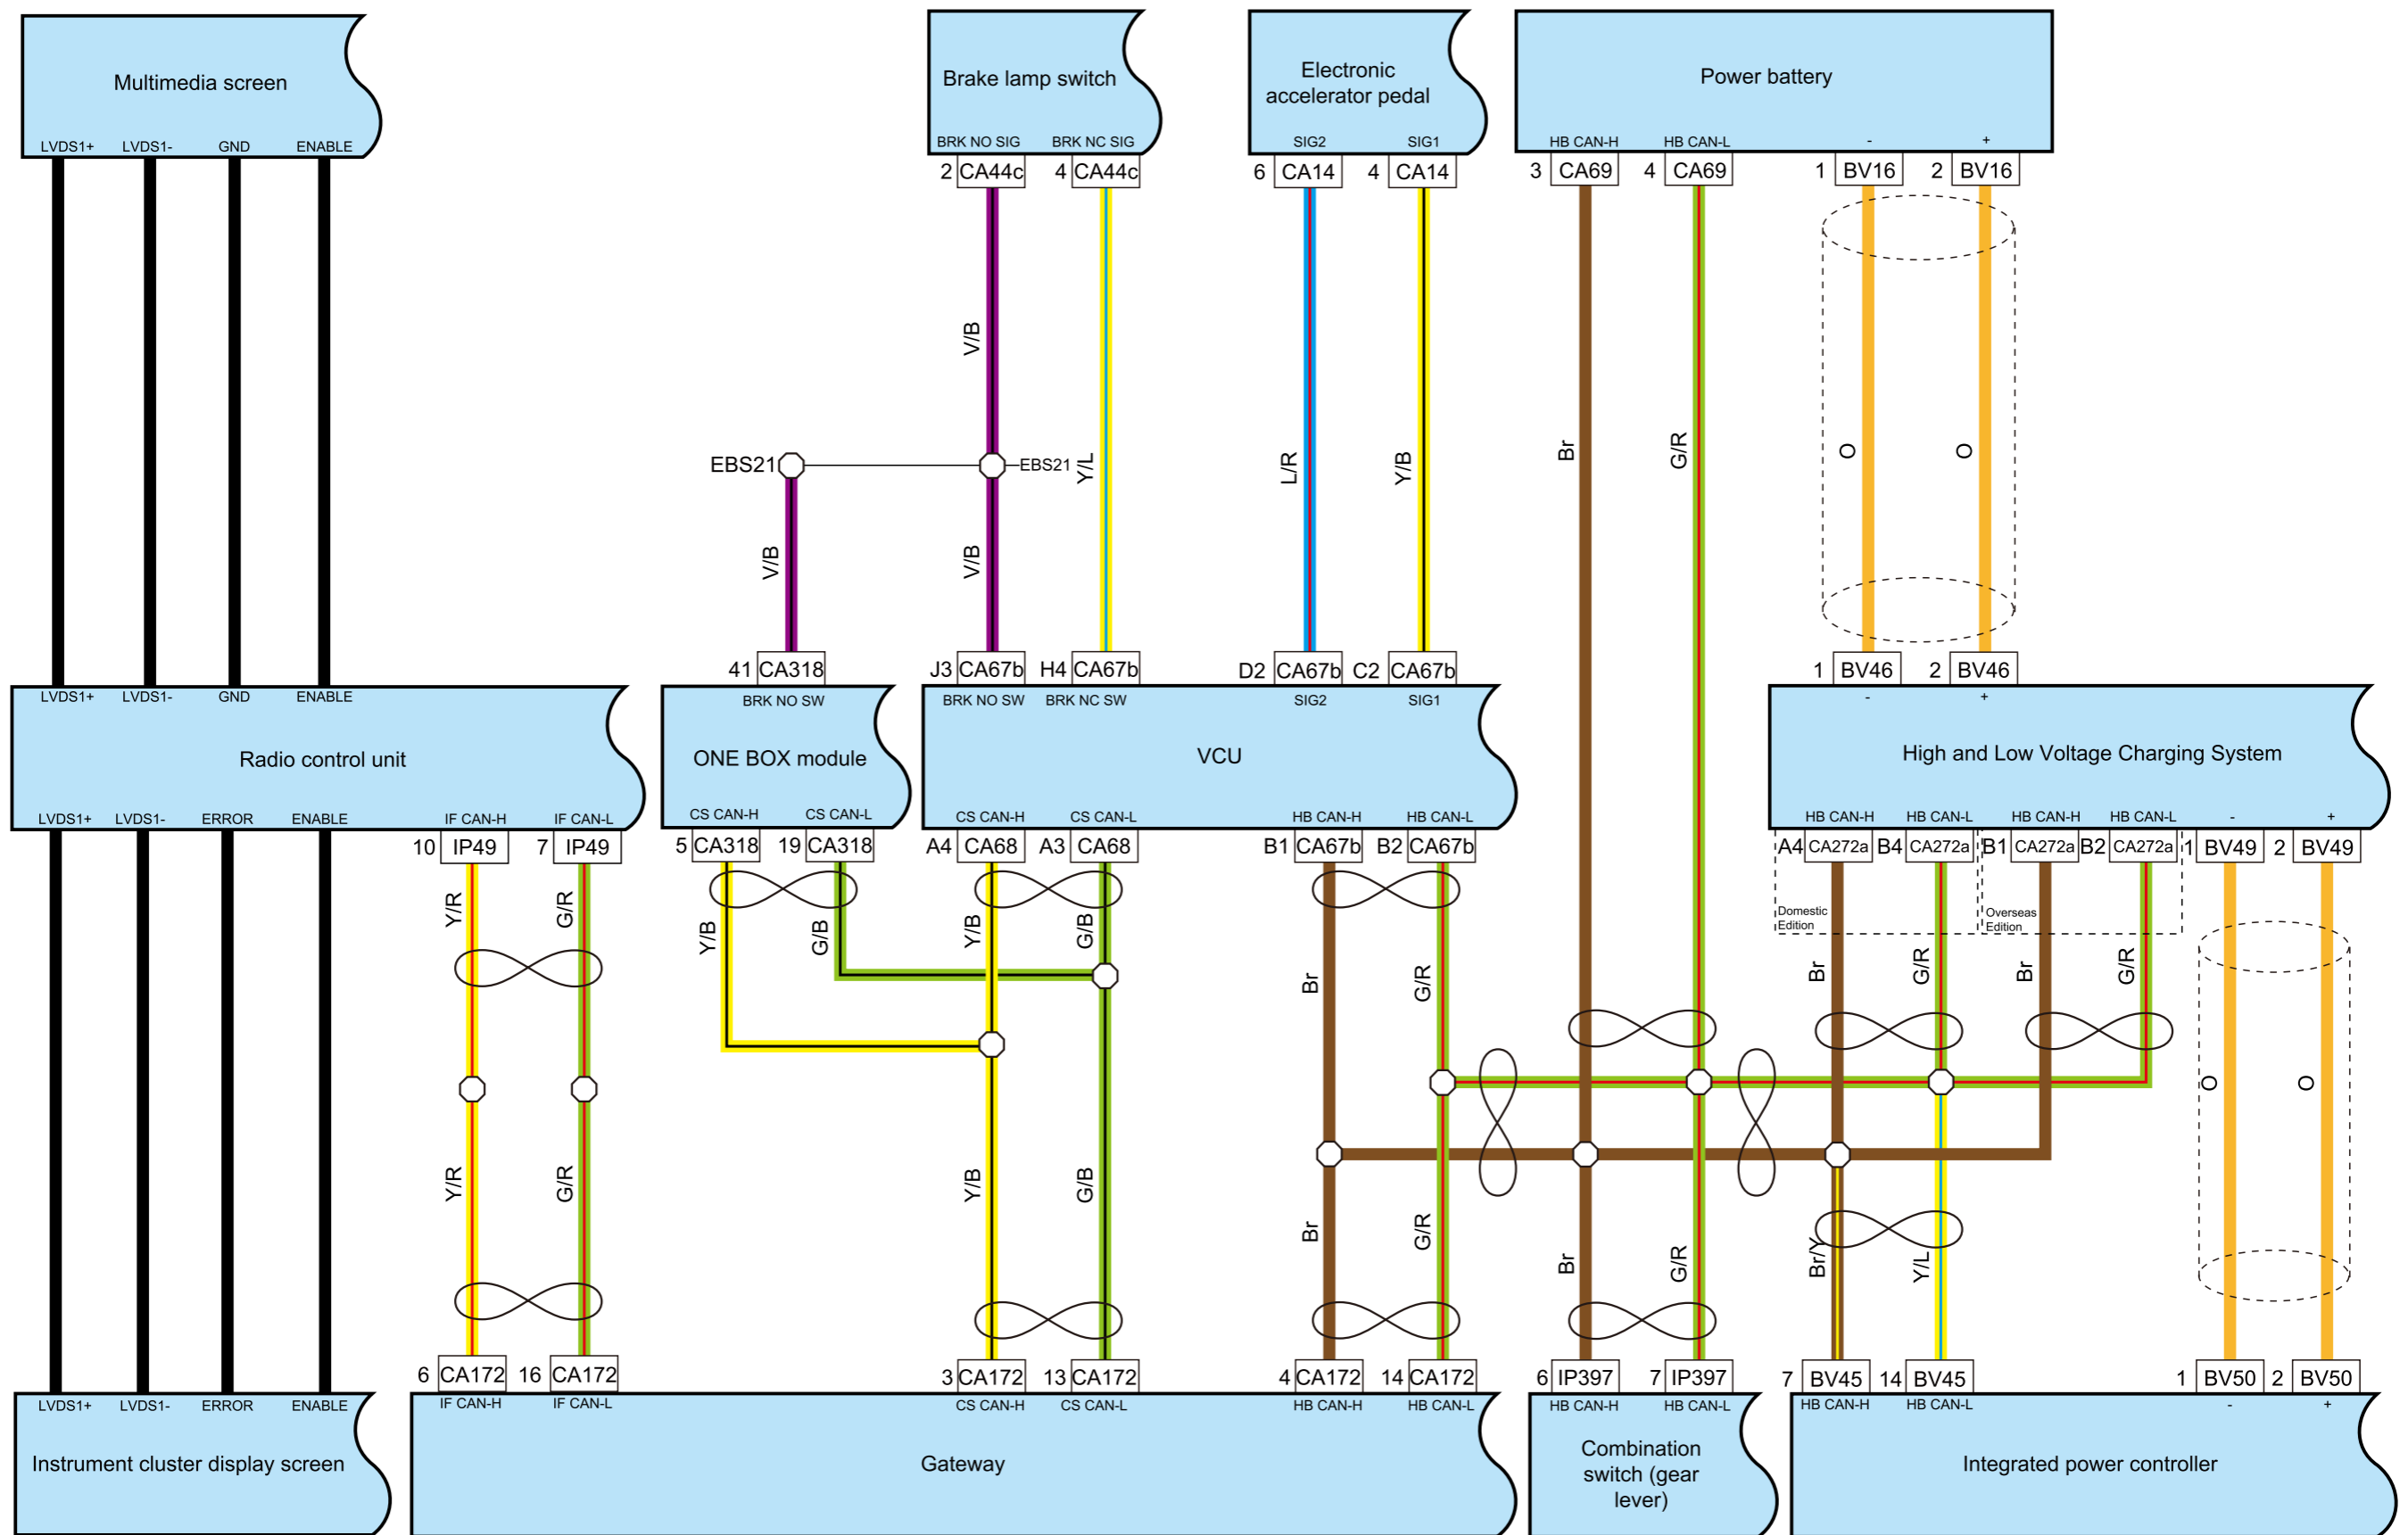 Multimedia screen
LVDS1+ LVDS1- GND ENABLE
Brake lamp switch
BRK NO SIG BRK NC SIG
2 CA44c 4 CA44c
Electronic
accelerator pedal
SIG2 SIG1
6 CA14 4 CA14
Power battery
HB CAN-H HB CAN-L - +
3 CA69 4 CA69 1 BV16 2 BV16
V/B
EBS21
EBS21
Y/L
L/R
Y/B
Br
G/R
O
O
V/B
V/B
41 CA318
J3 CA67b H4 CA67b D2 CA67b C2 CA67b
1 BV46 2 BV46
LVDS1+ LVDS1- GND ENABLE
Radio control unit
LVDS1+ LVDS1- ERROR ENABLE IF CAN-H IF CAN-L
10 IP49 7 IP49
BRK NO SW
ONE BOX module
CS CAN-H CS CAN-L
5 CA318 19 CA318
BRK NO SW BRK NC SW SIG2 SIG1
VCU
CS CAN-H CS CAN-L HB CAN-H HB CAN-L
A4 CA68 A3 CA68 B1 CA67b B2 CA67b
- +
High and Low Voltage Charging System
HB CAN-H HB CAN-L HB CAN-H HB CAN-L - +
A4 CA272a B4 CA272a B1 CA272a B2 CA272a 1 BV49 2 BV49
Domestic
Edition
Overseas
Edition
Y/R
G/R
Y/B
G/B
Y/B
G/B
Br
G/R
Br
G/R
Br
G/R
O
O
Y/R
G/R
Y/B
G/B
Br
G/R
Br
G/R
Br/Y
Y/L
6 CA172 16 CA172 3 CA172 13 CA172 4 CA172 14 CA172
6 IP397 7 IP397
7 BV45 14 BV45 1 BV50 2 BV50
LVDS1+ LVDS1- ERROR ENABLE
Instrument cluster display screen
IF CAN-H IF CAN-L CS CAN-H CS CAN-L HB CAN-H HB CAN-L
Gateway
HB CAN-H HB CAN-L
Combination
switch (gear
lever)
HB CAN-H HB CAN-L - +
Integrated power controller